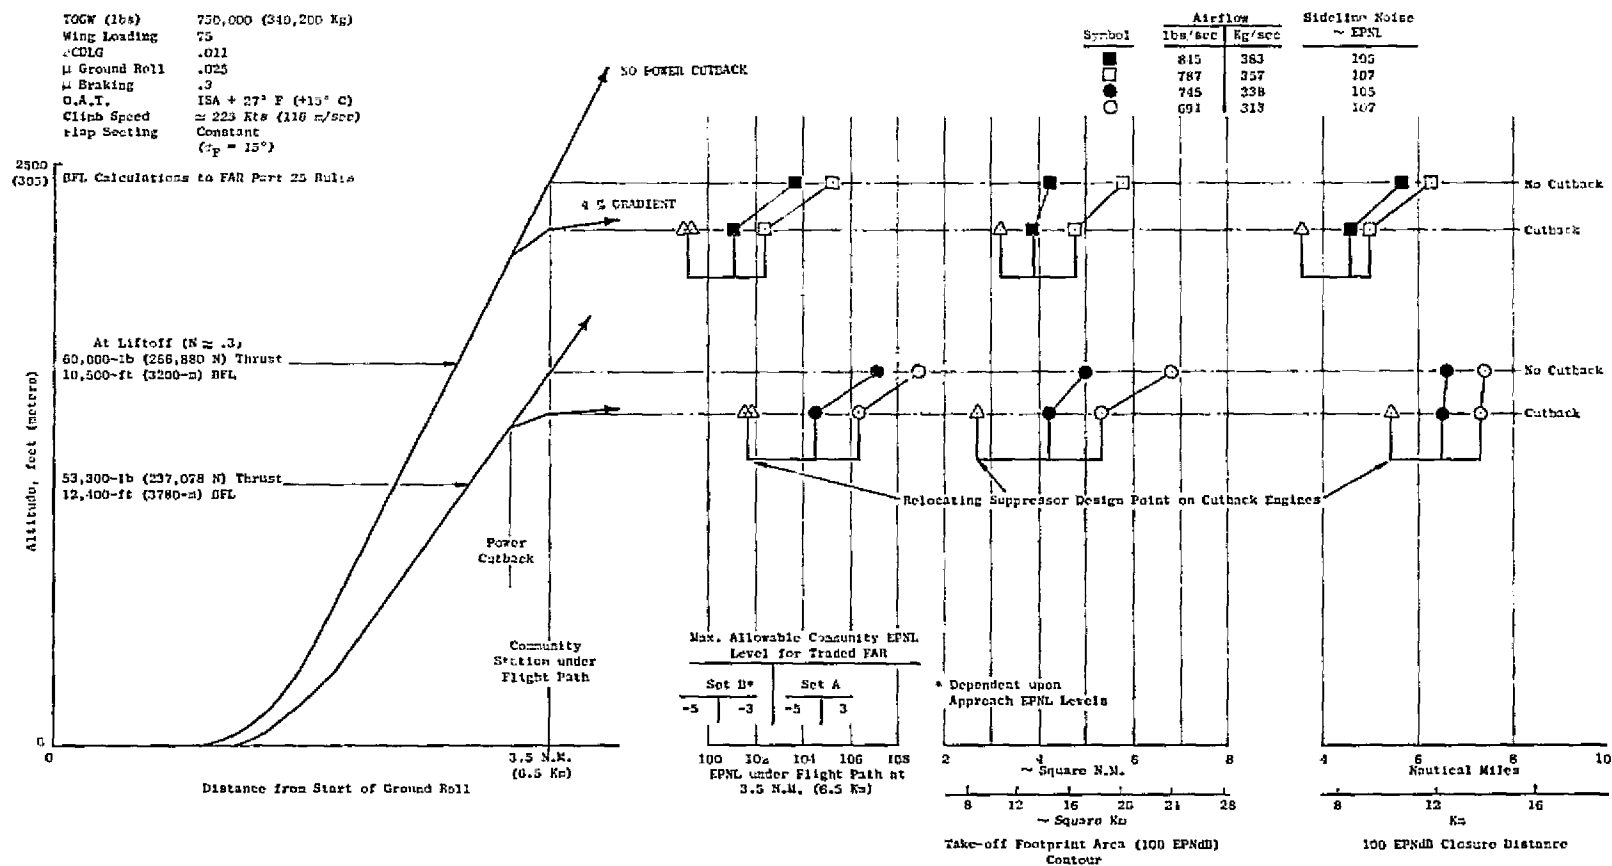 TOGW (lbs) 750,000 (340,200 Kg)
Wing Loading 75
CDLG .011
μ Ground Roll .025
μ Braking .3
O.A.T. ISA + 27° F (+15° C)
Climb Speed ≈ 223 Kts (116 m/sec)
Flap Setting Constant
= 15°)
BFL Calculations to FAR Part 25 Rules
NO POWER CUTBACK
4 % GRADIENT
Symbol Airflow Sideline Noise
lbs/sec Kg/sec ~ EPNL
815 383 105
787 357 107
745 338 105
691 313 107
2500
(305)
No Cutback
Cutback
At Liftoff (N ≈ .3)
60,000-lb (266,880 N) Thrust
10,500-ft (3200-m) BFL
No Cutback
Cutback
53,300-lb (237,078 N) Thrust
12,400-ft (3780-m) BFL
Relocating Suppressor Design Point on Cutback Engines
Altitude, feet (metro)
Power
Cutback
Community
Station under
Flight Path
Max. Allowable Community EPNL
Level for Traded FAR
Set B* Set A
-5 -3 -5 3
* Dependent upon
Approach EPNL Levels
0
0
3.5 N.M.
(6.5 Km)
Distance from Start of Ground Roll
100 102 104 106 108
EPNL under Flight Path at
3.5 N.M. (6.5 Km)
2 4 6 8
~ Square N.M.
8 12 16 20 24 28
~ Square Km
Take-off Footprint Area (100 EPNdB)
Contour
4 6 8 10
Nautical Miles
8 12 16
Km
100 EPNdB Closure Distance